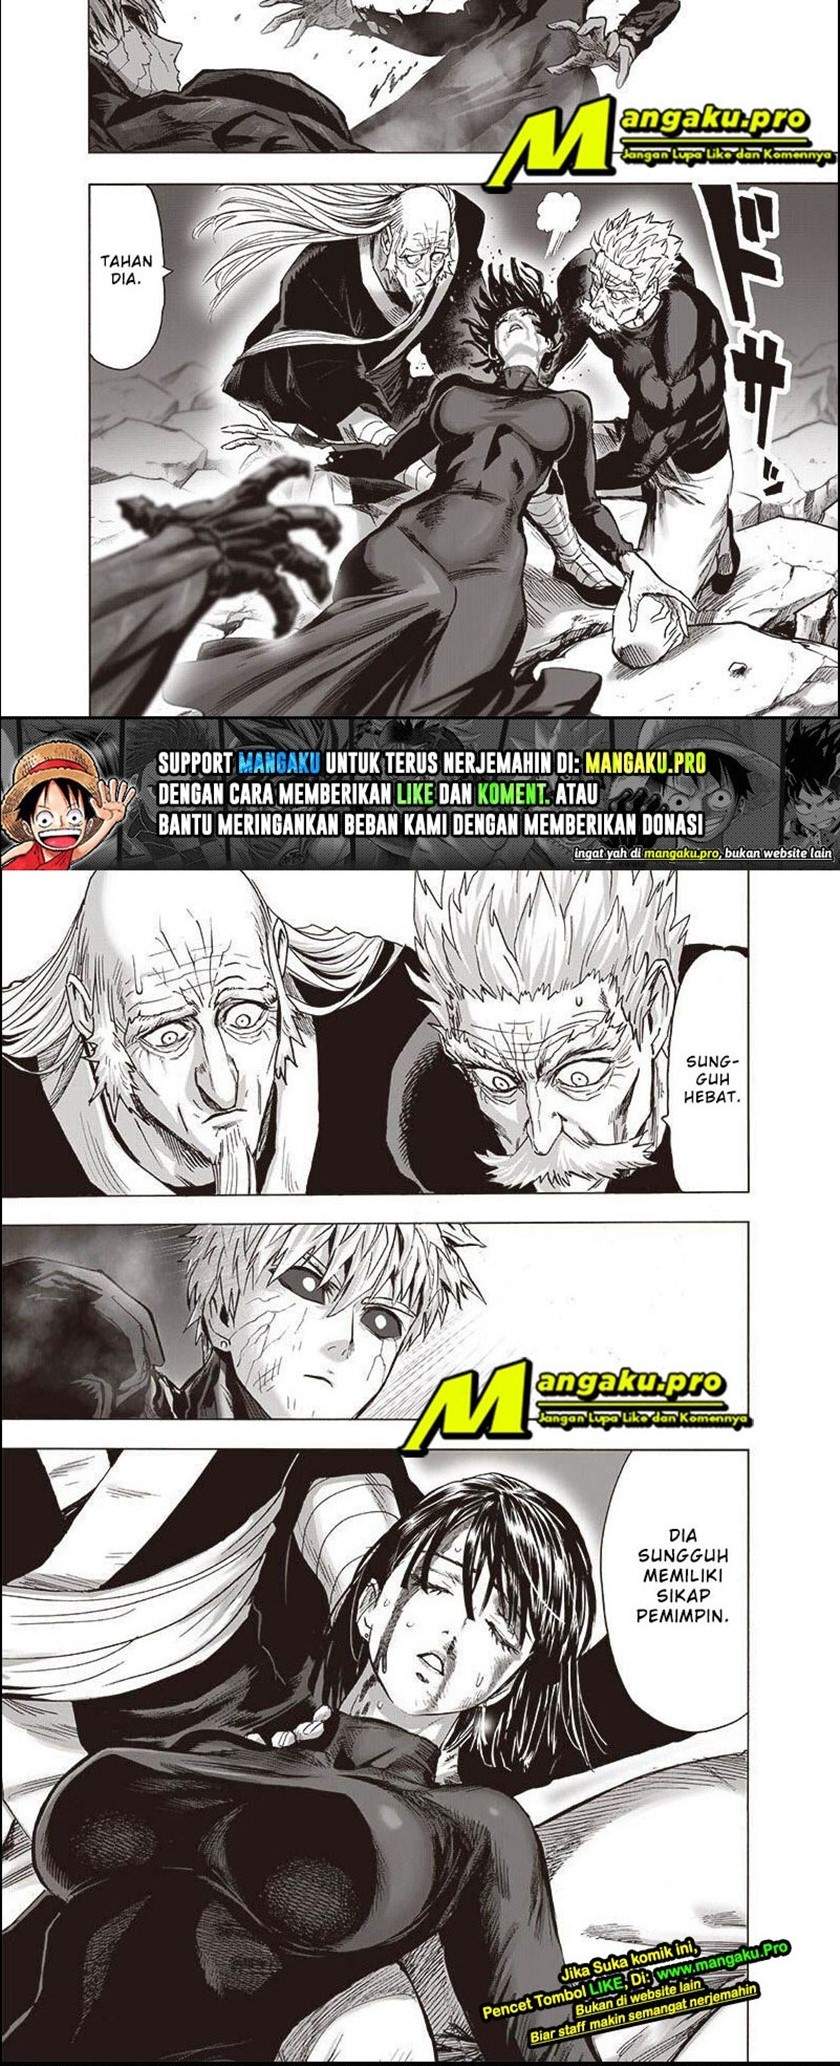 Mangaku.pro
Jangan Lupa Like dan Komennya
TAHAN
DIA.
ドサッ
SUPPORT MANGAKU UNTUK TERUS NERJEMAHIN DI: MANGAKU.PRO
DENGAN CARA MEMBERIKAN LIKE DAN KOMENT. ATAU
BANTU MERINGANKAN BEBAN KAMI DENGAN MEMBERIKAN DONASI
ingat yah di mangaku.pro, bukan website lain
SUNG-
GUH
HEBAT.
Mangaku.pro
Jangan Lupa Like dan Komennya
DIA
SUNGGUH
MEMILIKI
SIKAP
PEMIMPIN.
Jika Suka komik ini,
Pencet Tombol LIKE, Di: www.mangaku.Pro
Bukan di website lain
Biar staff makin semangat nerjemahin